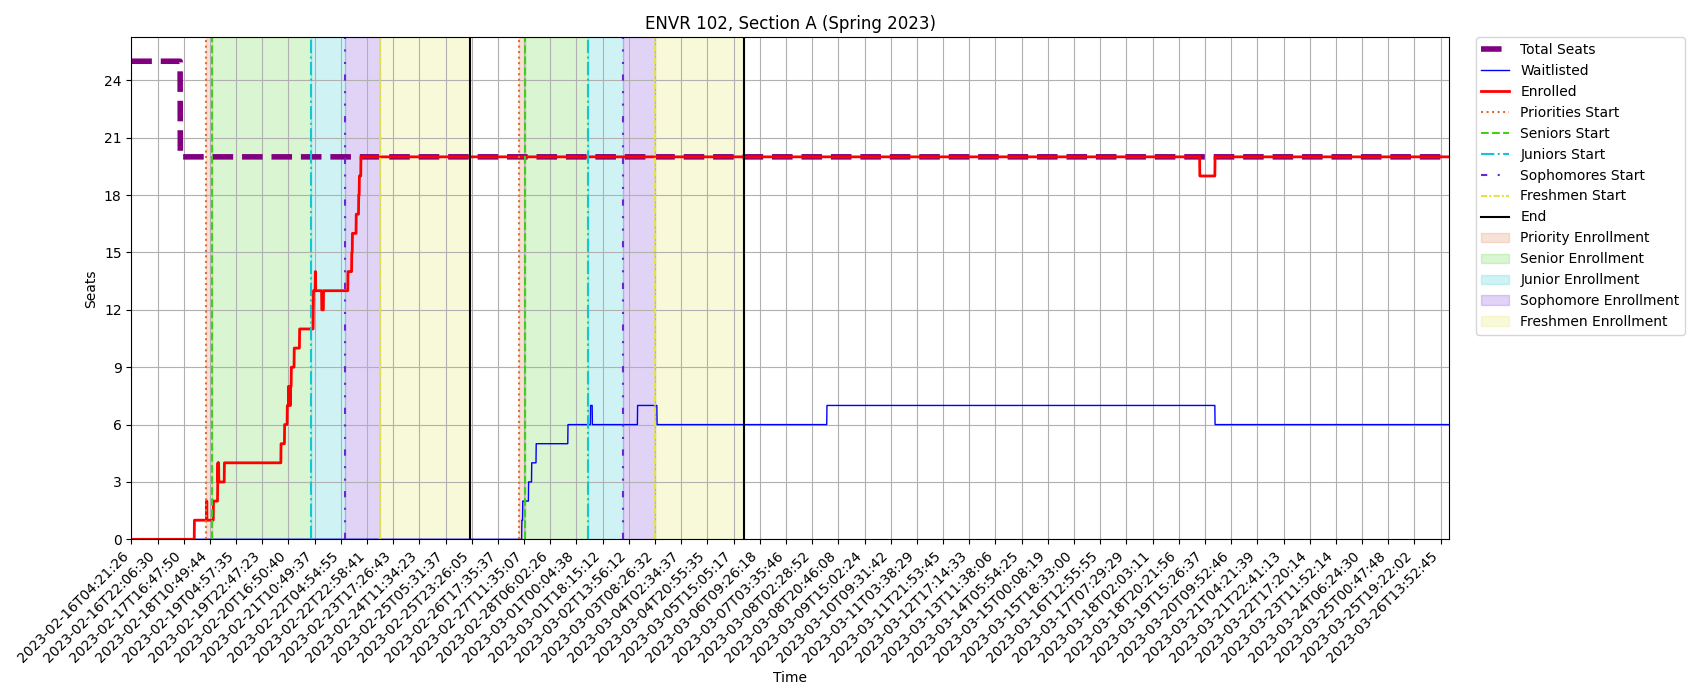 ENVR 102, Section A (Spring 2023)
Total Seats
Waitlisted
Enrolled
Priorities Start
Seniors Start
Juniors Start
Sophomores Start
Freshmen Start
End
Priority Enrollment
Senior Enrollment
Junior Enrollment
Sophomore Enrollment
Freshmen Enrollment
Seats
24
21
18
15
12
9
6
3
0
2023-02-16T04:21:26
2023-02-16T22:06:30
2023-02-17T16:47:50
2023-02-18T10:49:44
2023-02-19T04:57:35
2023-02-19T22:47:23
2023-02-20T16:50:40
2023-02-21T10:49:37
2023-02-22T04:54:55
2023-02-22T22:58:41
2023-02-23T17:26:43
2023-02-24T11:34:23
2023-02-25T05:31:37
2023-02-25T23:26:05
2023-02-26T17:35:37
2023-02-27T11:35:07
2023-02-28T06:02:26
2023-03-01T00:04:38
2023-03-01T18:15:12
2023-03-02T13:56:12
2023-03-03T08:26:32
2023-03-04T02:34:37
2023-03-04T20:55:35
2023-03-05T15:05:17
2023-03-06T09:26:18
2023-03-07T03:35:46
2023-03-08T02:28:52
2023-03-08T20:46:08
2023-03-09T15:02:24
2023-03-10T09:31:42
2023-03-11T03:38:29
2023-03-11T21:53:45
2023-03-12T17:14:33
2023-03-13T11:38:06
2023-03-14T05:54:25
2023-03-15T00:08:19
2023-03-15T18:33:00
2023-03-16T12:55:55
2023-03-17T07:29:29
2023-03-18T02:03:11
2023-03-18T20:21:56
2023-03-19T15:26:37
2023-03-20T09:52:46
2023-03-21T04:21:39
2023-03-21T22:41:13
2023-03-22T17:20:14
2023-03-23T11:52:14
2023-03-24T06:24:30
2023-03-25T00:47:48
2023-03-25T19:22:02
2023-03-26T13:52:45
Time